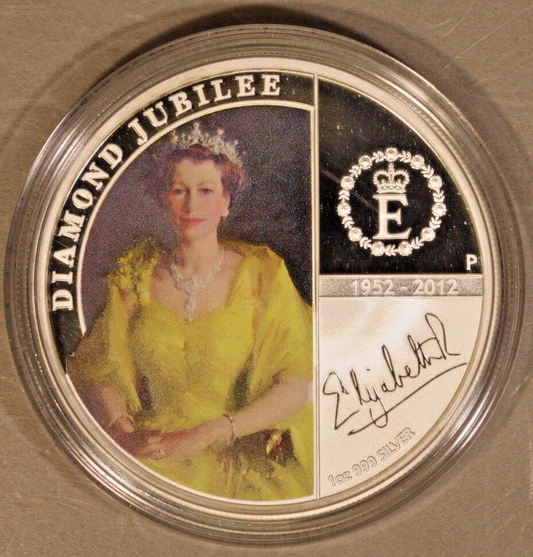 DIAMOND JUBILEE
E
P
1952 - 2012
Elizabeth R
1oz 999 SILVER